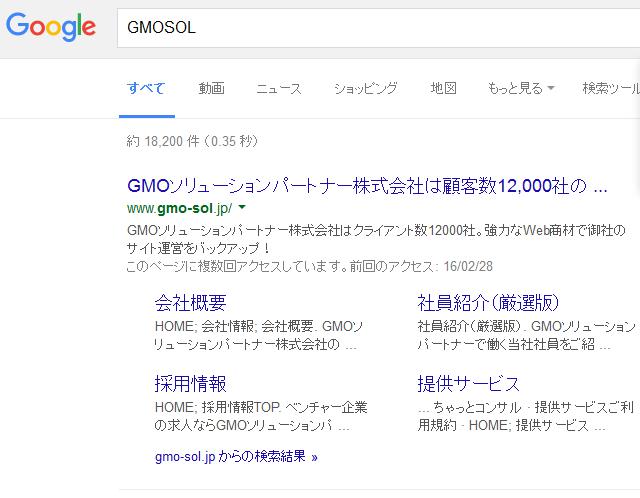 Google
GMOSOL
すべて 動画 ニュース ショッピング 地図 もっと見る 検索ツール
約 18,200 件 (0.35 秒)
GMOソリューションパートナー株式会社は顧客数12,000社の ...
www.gmo-sol.jp/
GMOソリューションパートナー株式会社はクライアント数12000社。強力なWeb商材で御社の
サイト運営をバックアップ！
このページに複数回アクセスしています。前回のアクセス: 16/02/28
会社概要
HOME; 会社情報; 会社概要. GMOソ
リューションパートナー株式会社の ...
社員紹介（厳選版）
社員紹介（厳選版）. GMOソリューション
パートナーで働く当社社員をご紹 ...
採用情報
HOME; 採用情報TOP. ベンチャー企業
の求人ならGMOソリューションパ ...
提供サービス
... ちゃっとコンサル · 提供サービスご利
用規約 · HOME; 提供サービス ...
gmo-sol.jp からの検索結果 »